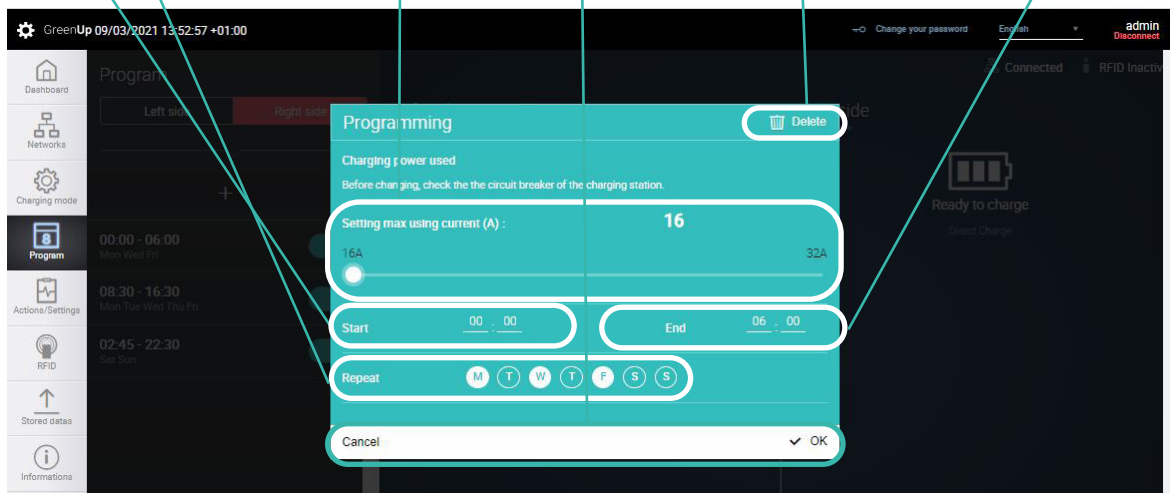 GreenUp 09/03/2021 13:52:57 +01:00
Change your password
English
admin
Disconnect
Dashboard
Networks
Charging mode
8
Program
Actions/Settings
RFID
Stored datas
Informations
Program
Left side
Right side
+
00:00 - 06:00
Mon Wed Fri
08:30 - 16:30
Mon Tue Wed Thu Fri
02:45 - 22:30
Sat Sun
Connected
RFID Inactiv
ide
Ready to charge
Direct Charge
Programming
Delete
Charging power used
Before changing, check the the circuit breaker of the charging station.
Setting max using current (A) : 16
16A 32A
Start 00 : 00 End 06 : 00
Repeat M T W T F S S
Cancel OK